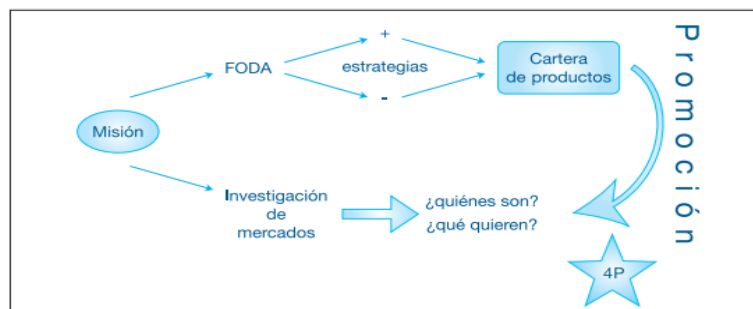 +
FODA
estrategias
-
Cartera
de productos
Misión
Investigación
de
mercados
¿quiénes son?
¿qué quieren?
4P
Promoción